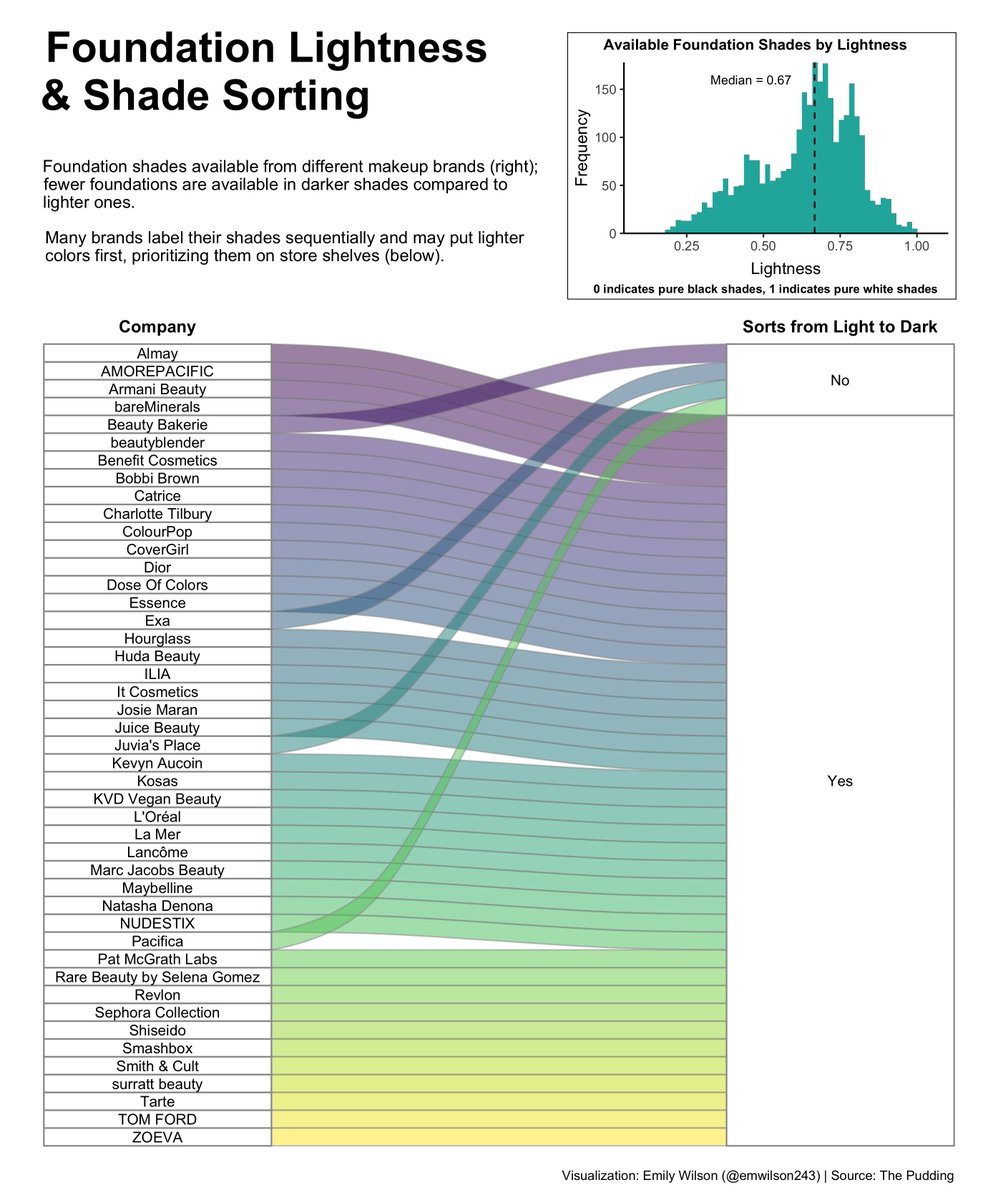 Foundation Lightness
& Shade Sorting
Foundation shades available from different makeup brands (right);
fewer foundations are available in darker shades compared to
lighter ones.
Many brands label their shades sequentially and may put lighter
colors first, prioritizing them on store shelves (below).
Available Foundation Shades by Lightness
Median = 0.67
Frequency
150
100
50
0
0.25 0.50 0.75 1.00
Lightness
0 indicates pure black shades, 1 indicates pure white shades
Company
Sorts from Light to Dark
Almay
AMOREPACIFIC
Armani Beauty
bareMinerals
Beauty Bakerie
beautyblender
Benefit Cosmetics
Bobbi Brown
Catrice
Charlotte Tilbury
ColourPop
CoverGirl
Dior
Dose Of Colors
Essence
Exa
Hourglass
Huda Beauty
ILIA
It Cosmetics
Josie Maran
Juice Beauty
Juvia's Place
Kevyn Aucoin
Kosas
KVD Vegan Beauty
L'Oréal
La Mer
Lancôme
Marc Jacobs Beauty
Maybelline
Natasha Denona
NUDESTIX
Pacifica
Pat McGrath Labs
Rare Beauty by Selena Gomez
Revlon
Sephora Collection
Shiseido
Smashbox
Smith & Cult
surratt beauty
Tarte
TOM FORD
ZOEVA
No
Yes
Visualization: Emily Wilson (@emwilson243) | Source: The Pudding